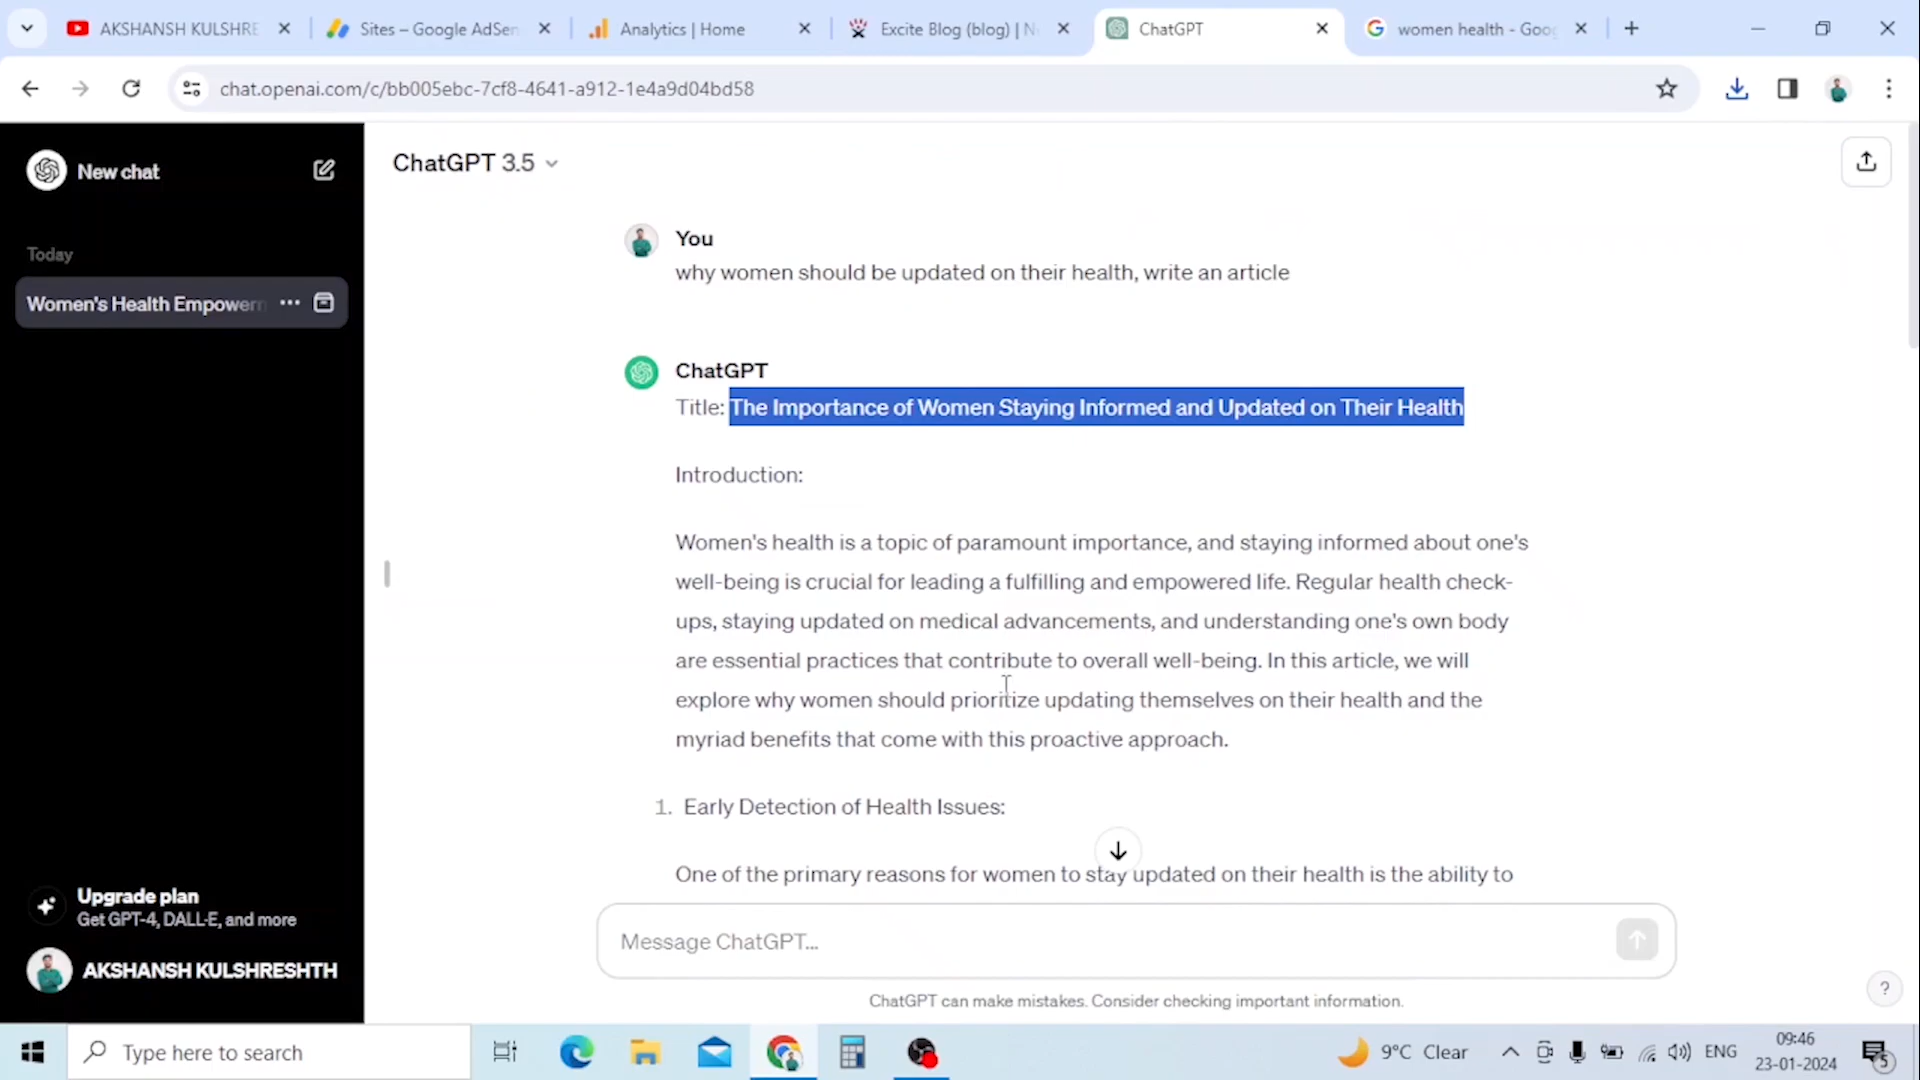 AKSHANSH KULSHRE
Sites – Google AdSen
Analytics | Home
Excite Blog (blog) | N
ChatGPT
women health - Goo
chat.openai.com/c/bb005ebc-7cf8-4641-a912-1e4a9d04bd58
New chat
Today
Women's Health Empower
ChatGPT 3.5
You
why women should be updated on their health, write an article
ChatGPT
Title: The Importance of Women Staying Informed and Updated on Their Health
Introduction:
Women's health is a topic of paramount importance, and staying informed about one's
well-being is crucial for leading a fulfilling and empowered life. Regular health check-
ups, staying updated on medical advancements, and understanding one's own body
are essential practices that contribute to overall well-being. In this article, we will
explore why women should prioritize updating themselves on their health and the
myriad benefits that come with this proactive approach.
1. Early Detection of Health Issues:
One of the primary reasons for women to stay updated on their health is the ability to
Message ChatGPT...
ChatGPT can make mistakes. Consider checking important information.
?
Upgrade plan
Get GPT-4, DALL·E, and more
AKSHANSH KULSHRESHTH
Type here to search
9°C Clear
ENG
09:46
23-01-2024
5